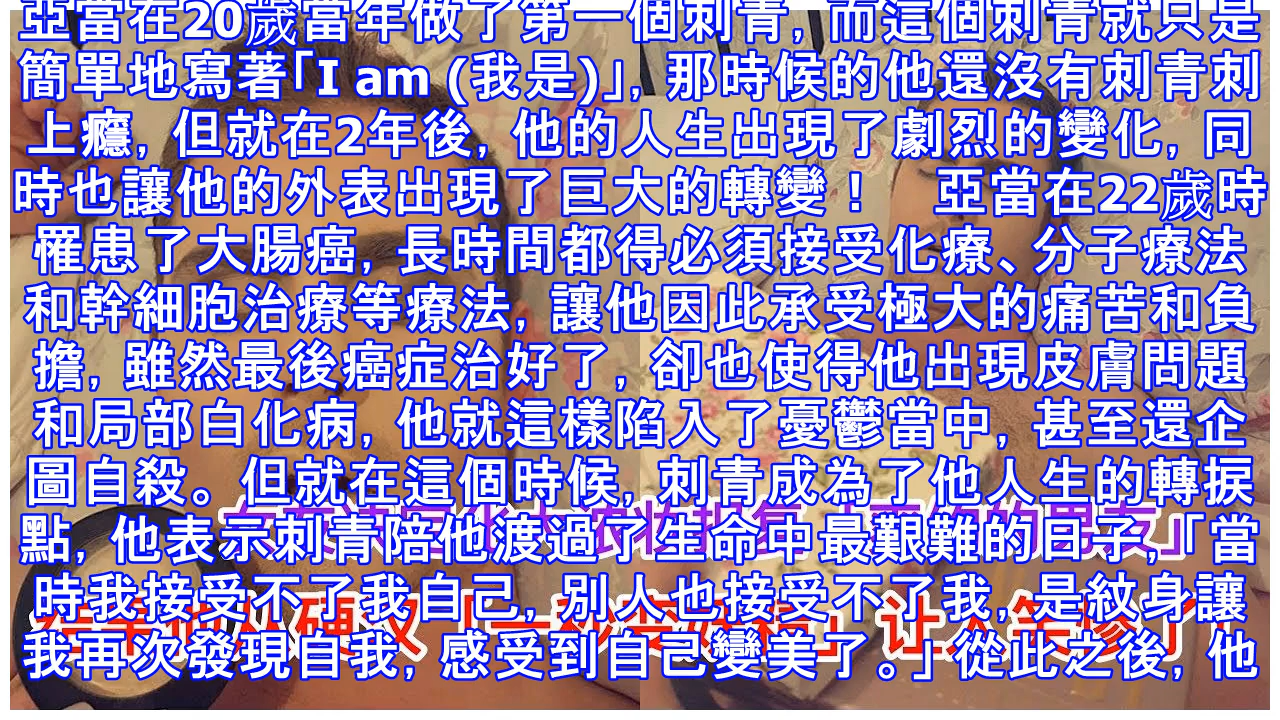 亞當在20歲當年做了第一個刺青, 而這個刺青就只是
簡單地寫著「I am (我是)」, 那時候的他還沒有刺青刺
上癮, 但就在2年後, 他的人生出現了劇烈的變化, 同
時也讓他的外表出現了巨大的轉變！ 亞當在22歲時
罹患了大腸癌, 長時間都得必須接受化療、分子療法
和幹細胞治療等療法, 讓他因此承受極大的痛苦和負
擔, 雖然最後癌症治好了, 卻也使得他出現皮膚問題
和局部白化病, 他就這樣陷入了憂鬱當中, 甚至還企
圖自殺。但就在這個時候, 刺青成為了他人生的轉捩
點, 他表示刺青陪他渡過了生命中最艱難的日子,「當
時我接受不了我自己, 別人也接受不了我, 是紋身讓
我再次發現自我, 感受到自己變美了。」從此之後, 他